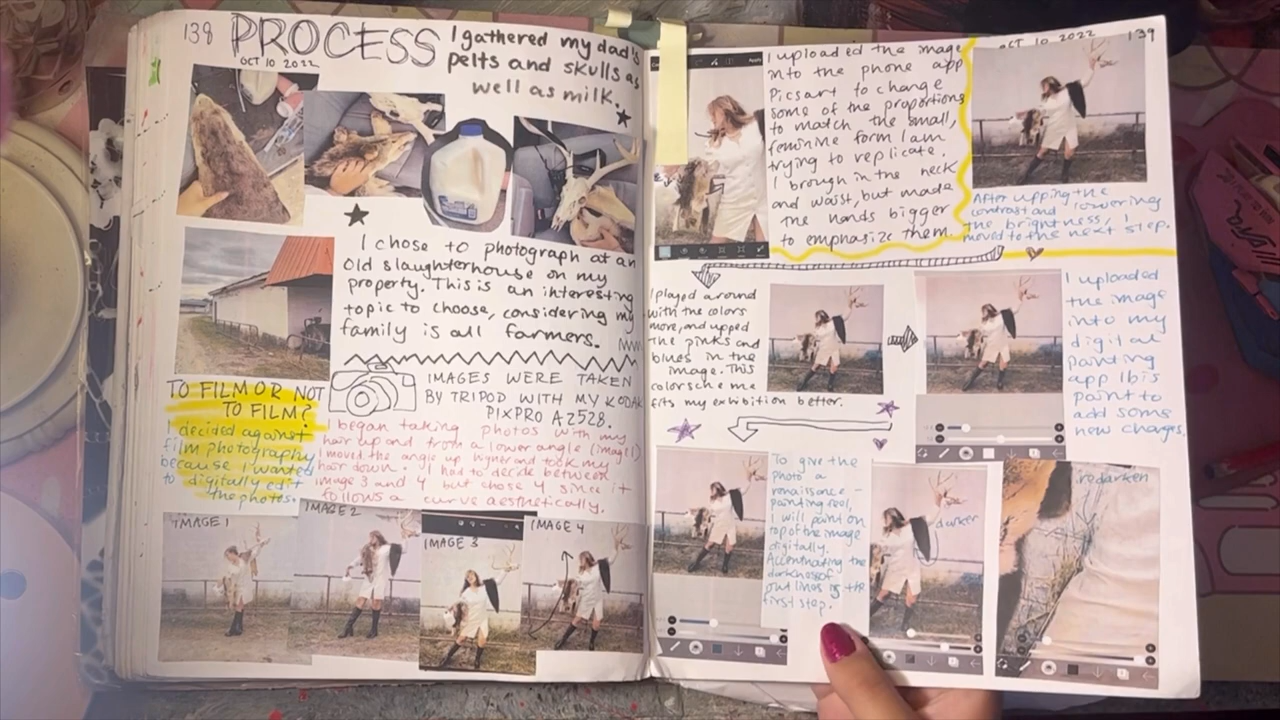 138
PROCESS
OCT 10 2022
I gathered my dad's
pelts and skulls as
well as milk.
I chose to photograph at an
old slaughterhouse on my
property. This is an interesting
topic to choose, considering my
family is all farmers.
TO FILM OR NOT
TO FILM?
I decided against
film photography
because I wanted
to digitally edit
the photos.
IMAGES WERE TAKEN
BY TRIPOD WITH MY KODAK
PIXPRO AZ528.
I began taking photos with my
hair up and from a lower angle (image 1)
I moved the angle up higher and took my
hair down. I had to decide between
image 3 and 4 but chose 4 since it
follows a curve aesthetically.
IMAGE 1
IMAGE 2
IMAGE 3
IMAGE 4
OCT 10 2022
139
I uploaded the image
into the phone app
Picsart to change
some of the proportions
to match the small,
feminine form I am
trying to replicate.
I brough in the neck
and waist, but made
the hands bigger
to emphasize them.
After upping the
contrast and lowering
the brightness, I
moved to the next step.
I played around
with the colors
more, and upped
the pinks and
blues in the
image. This
color scheme
fits my exhibition better.
I uploaded
the image
into my
digital
painting
app Ibis
paint to
add some
new changes.
To give the
photo a
renaissance-
painting feel,
I will paint on
top of the image
digitally.
Accentuating the
darkness of
outlines is the
first step.
darker
redarken